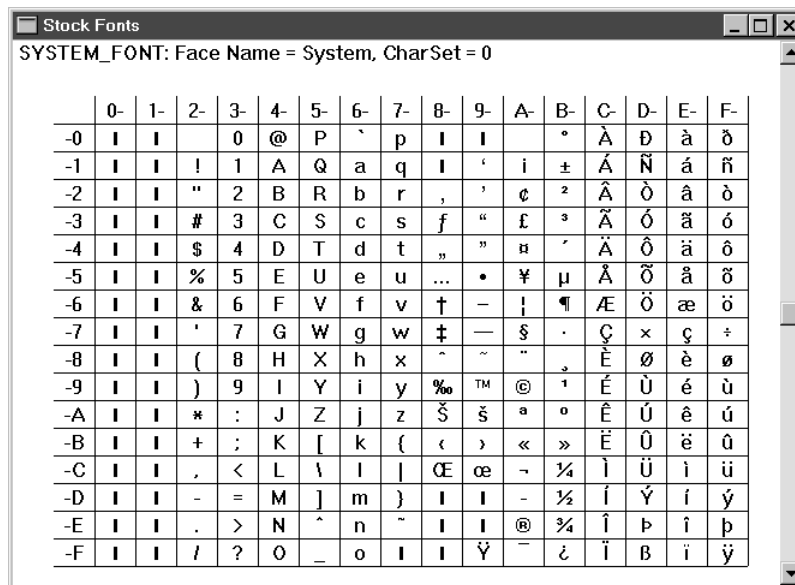 Stock Fonts
SYSTEM_FONT: Face Name = System, CharSet = 0
0- 1- 2- 3- 4- 5- 6- 7- 8- 9- A- B- C- D- E- F-
-0 0 @ P ` p ° À Ð à ð
-1 ! 1 A Q a q ‘ ¡ ± Á Ñ á ñ
-2 " 2 B R b r ‚ ’ ¢ ² Â Ò â ò
-3 # 3 C S c s ƒ “ £ ³ Ã Ó ã ó
-4 $ 4 D T d t „ ” ¤ ´ Ä Ô ä ô
-5 % 5 E U e u … • ¥ µ Å Õ å õ
-6 & 6 F V f v † – ¦ ¶ Æ Ö æ ö
-7 ' 7 G W g w ‡ — § · Ç × ç ÷
-8 ( 8 H X h x ˆ ˜ ¨ ¸ È Ø è ø
-9 ) 9 I Y i y ‰ ™ © ¹ É Ù é ù
-A * : J Z j z Š š ª º Ê Ú ê ú
-B + ; K [ k { ‹ › « » Ë Û ë û
-C , < L \ l | Œ œ ¬ ¼ Ì Ü ì ü
-D - = M ] m } - ½ Í Ý í ý
-E . > N ^ n ~ ® ¾ Î Þ î þ
-F / ? O _ o Ÿ ¯ ¿ Ï ß ï ÿ